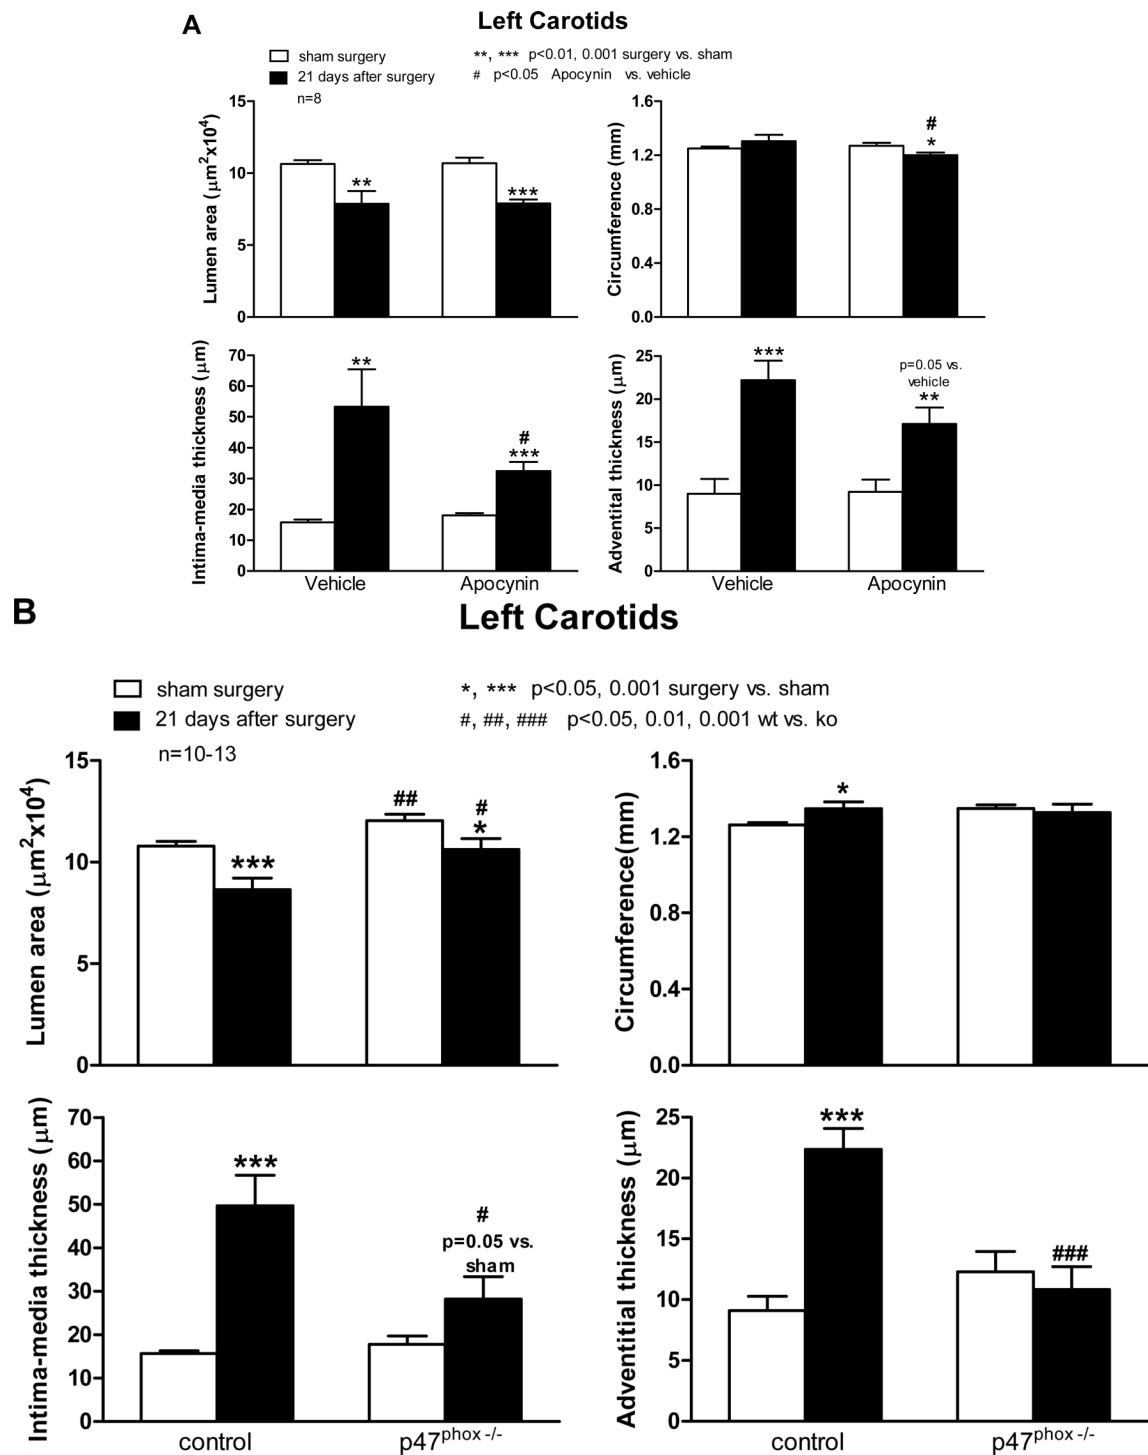 A
Left Carotids
sham surgery
21 days after surgery
n=8
**, *** p<0.01, 0.001 surgery vs. sham
# p<0.05 Apocynin vs. vehicle
Lumen area (μm²x10⁴)
15
10
5
0
**
***
Circumference (mm)
1.6
1.2
0.8
0.4
0.0
#
*
Intima-media thickness (μm)
70
60
50
40
30
20
10
0
**
#
***
Vehicle
Apocynin
Adventital thickness (μm)
25
20
15
10
5
0
***
p=0.05 vs.
vehicle
**
Vehicle
Apocynin
B
Left Carotids
sham surgery
21 days after surgery
n=10-13
*, *** p<0.05, 0.001 surgery vs. sham
#, ##, ### p<0.05, 0.01, 0.001 wt vs. ko
Lumen area (μm²x10⁴)
15
10
5
0
***
##
#
*
Circumference(mm)
1.6
1.2
0.8
0.4
0.0
*
Intima-media thickness (μm)
70
60
50
40
30
20
10
0
***
#
p=0.05 vs.
sham
control
p47phox -/-
Adventitial thickness (μm)
25
20
15
10
5
0
***
###
control
p47phox -/-